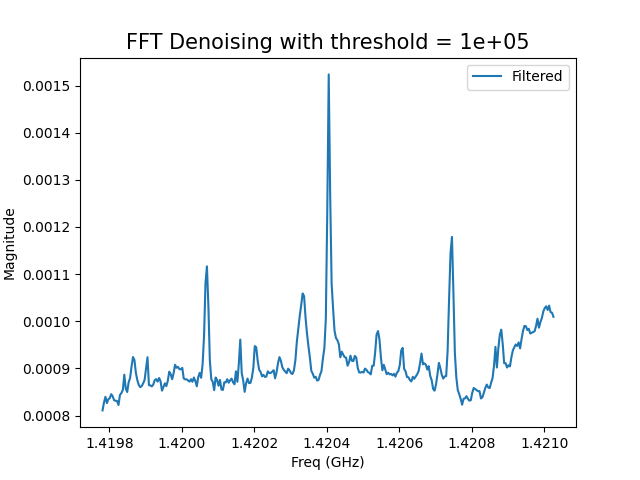 FFT Denoising with threshold = 1e+05
Filtered
Magnitude
0.0015
0.0014
0.0013
0.0012
0.0011
0.0010
0.0009
0.0008
1.4198 1.4200 1.4202 1.4204 1.4206 1.4208 1.4210
Freq (GHz)